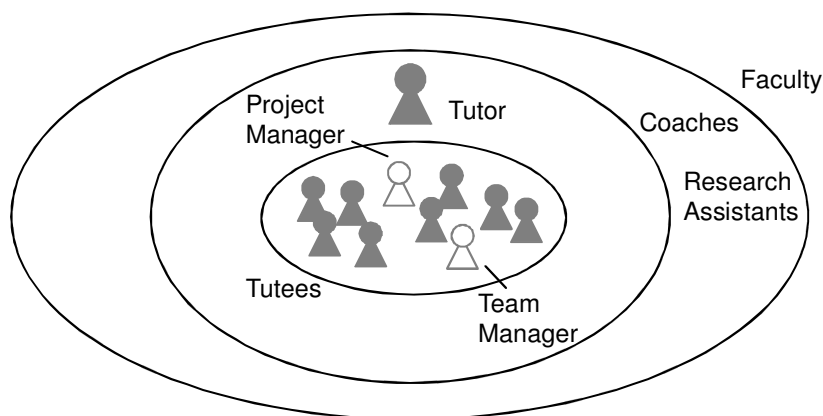 Faculty
Project
Manager
Tutor
Coaches
Research
Assistants
Tutees
Team
Manager